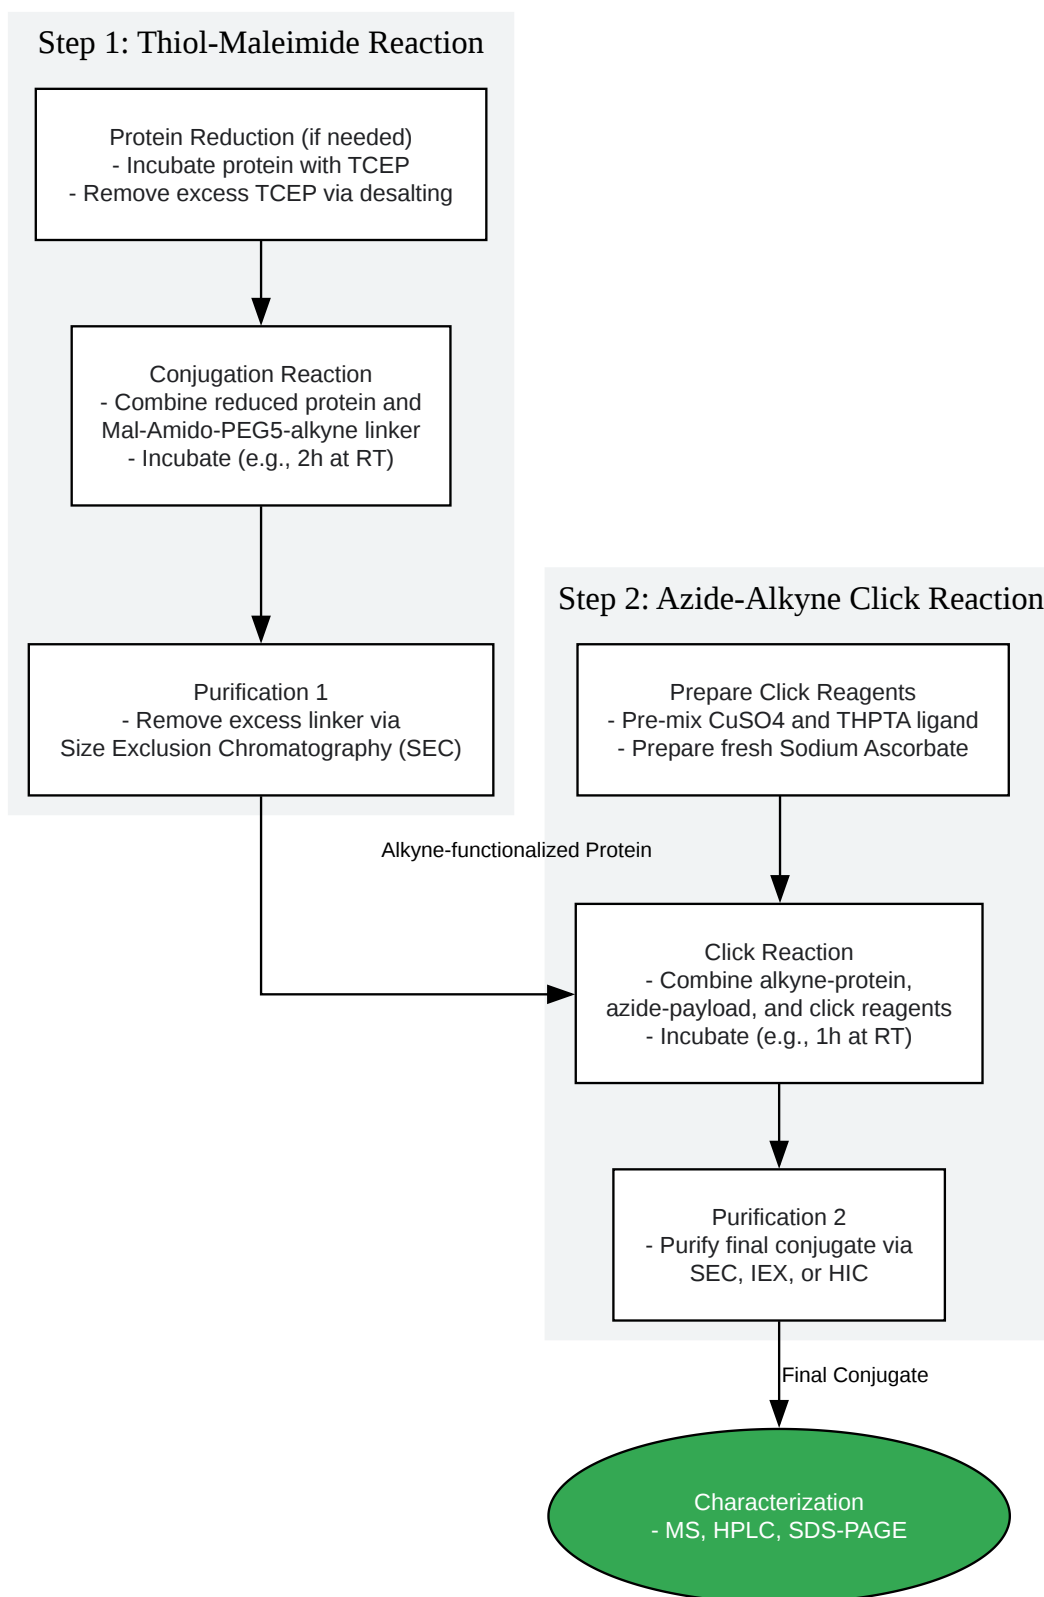 Step 1: Thiol-Maleimide Reaction
Protein Reduction (if needed)
- Incubate protein with TCEP
- Remove excess TCEP via desalting
Conjugation Reaction
- Combine reduced protein and
Mal-Amido-PEG5-alkyne linker
- Incubate (e.g., 2h at RT)
Purification 1
- Remove excess linker via
Size Exclusion Chromatography (SEC)
Step 2: Azide-Alkyne Click Reaction
Prepare Click Reagents
- Pre-mix CuSO4 and THPTA ligand
- Prepare fresh Sodium Ascorbate
Alkyne-functionalized Protein
Click Reaction
- Combine alkyne-protein,
azide-payload, and click reagents
- Incubate (e.g., 1h at RT)
Purification 2
- Purify final conjugate via
SEC, IEX, or HIC
Final Conjugate
Characterization
- MS, HPLC, SDS-PAGE